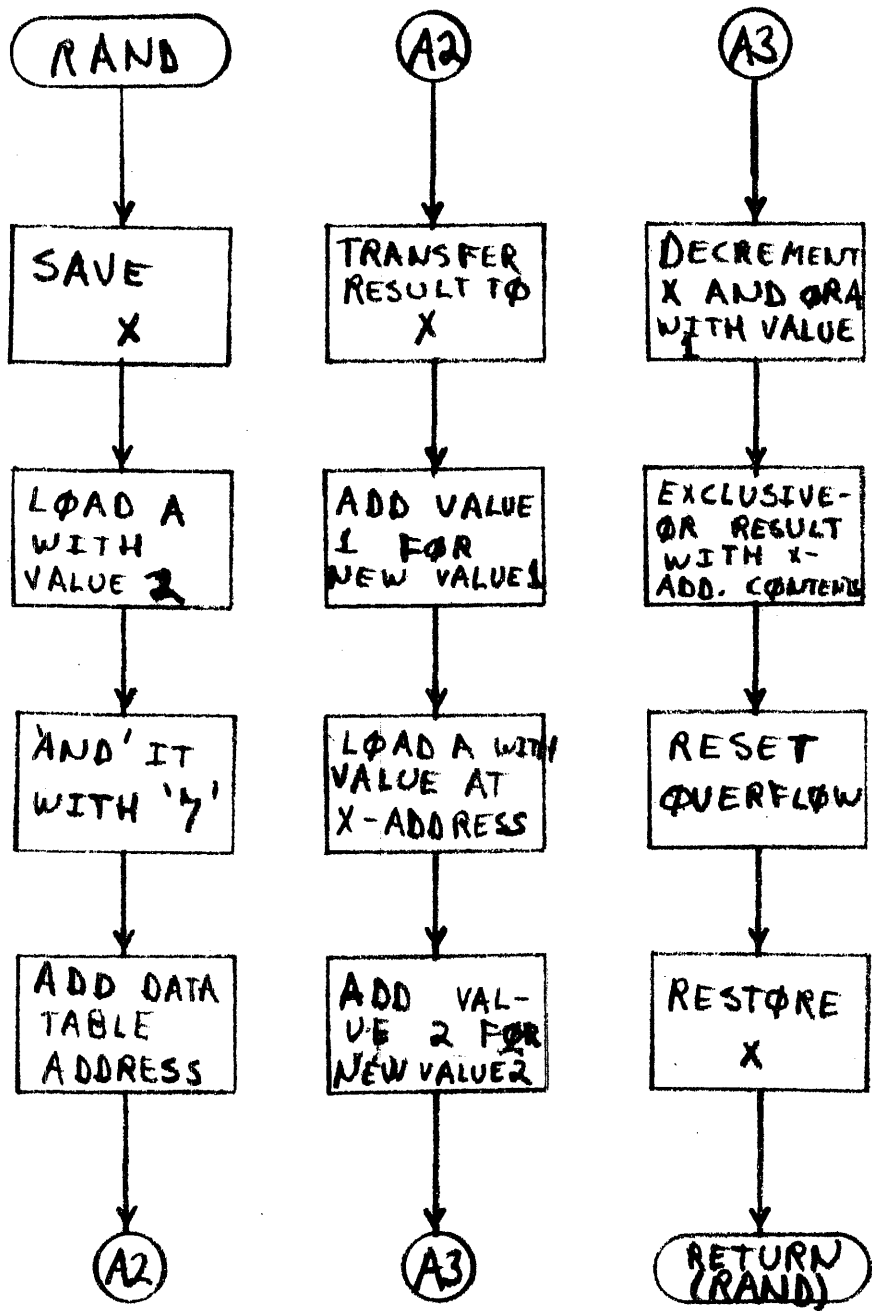 RAND
SAVE
X
LØAD A
WITH
VALUE 2
'AND' IT
WITH '7'
ADD DATA
TABLE
ADDRESS
A2
A2
TRANSFER
RESULT TØ
X
ADD VALUE
1 FØR
NEW VALUE1
LØAD A WITH
VALUE AT
X-ADDRESS
ADD VAL-
UE 2 FØR
NEW VALUE2
A3
A3
DECREMENT
X AND ØRA
WITH VALUE
1
EXCLUSIVE-
ØR RESULT
WITH X-
ADD. CØNTENTS
RESET
ØVERFLØW
RESTØRE
X
RETURN
(RAND)